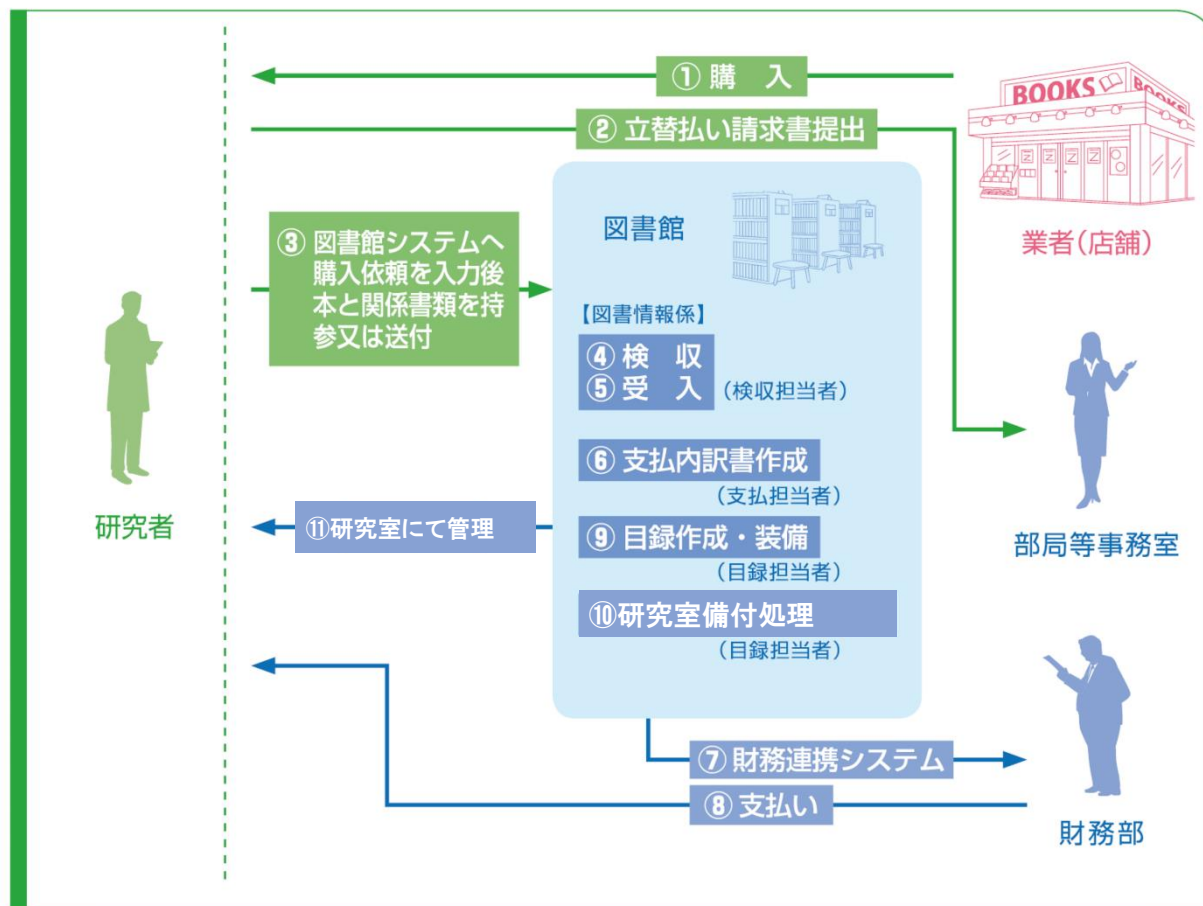 ① 購　入
BOOKS
BOOKS
② 立替払い請求書提出
業者(店舗)
図書館
③ 図書館システムへ
購入依頼を入力後
本と関係書類を持
参又は送付
【図書情報係】
④ 検　収
⑤ 受　入 (検収担当者)
⑥ 支払内訳書作成
(支払担当者)
研究者
⑪研究室にて管理
⑨ 目録作成・装備
(目録担当者)
部局等事務室
⑩研究室備付処理
(目録担当者)
⑦ 財務連携システム
⑧ 支払い
財務部